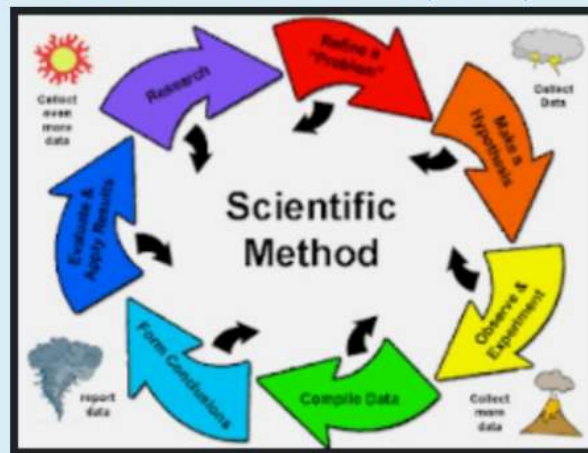 Research
Refine a
"Problem"
Make a
Hypothesis
Observe &
Experiment
Compile Data
Form Conclusions
Evaluate &
Apply Results
Scientific
Method
Collect
even
more
data
Collect
Data
Collect
more
data
report
data